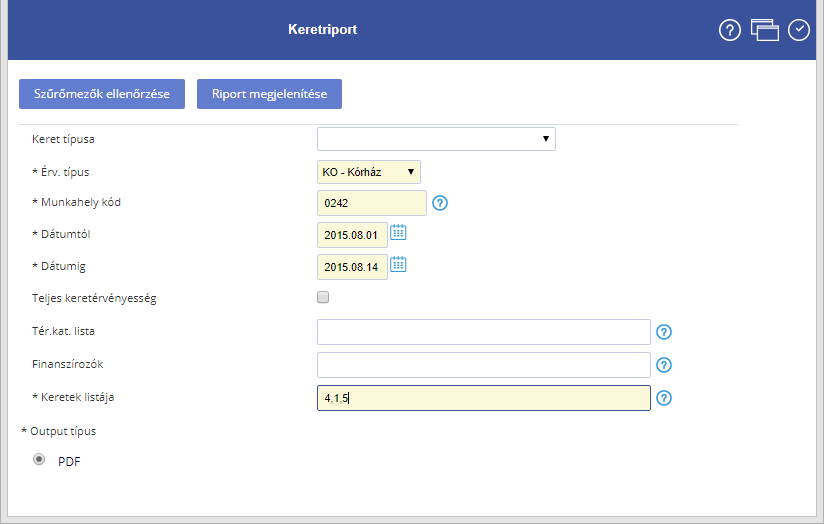 Keretriport
Szűrőmezők ellenőrzése
Riport megjelenítése
Keret típusa
* Érv. típus
KO - Kórház
* Munkahely kód
0242
* Dátumtól
2015.08.01
* Dátumig
2015.08.14
Teljes keretérvényesség
Tér.kat. lista
Finanszírozók
* Keretek listája
4,1,5
* Output típus
PDF